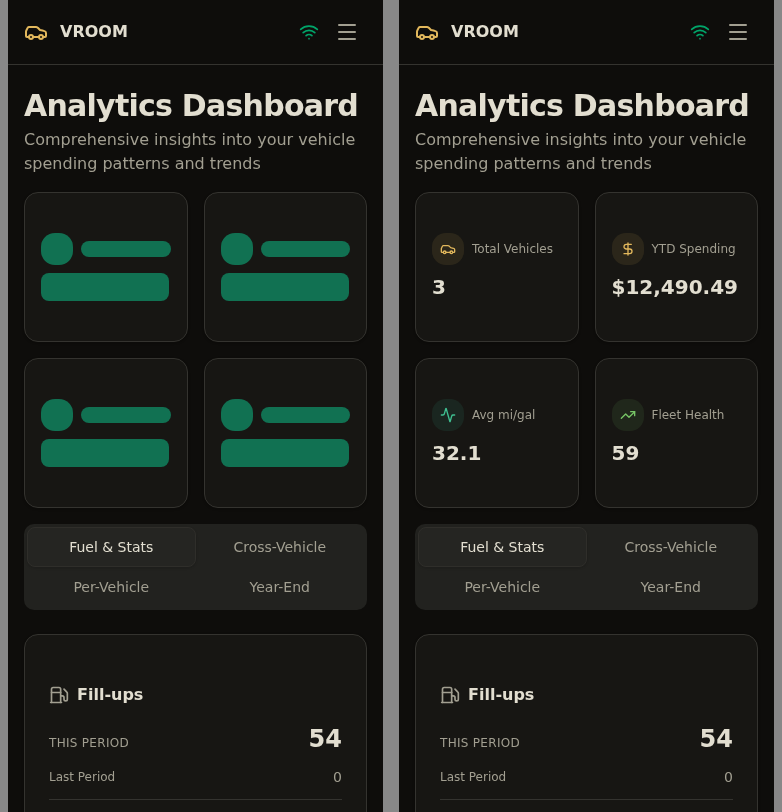 VROOM
Analytics Dashboard
Comprehensive insights into your vehicle
spending patterns and trends
Fuel & Stats
Cross-Vehicle
Per-Vehicle
Year-End
Fill-ups
THIS PERIOD
54
Last Period
0
VROOM
Analytics Dashboard
Comprehensive insights into your vehicle
spending patterns and trends
Total Vehicles
3
YTD Spending
$12,490.49
Avg mi/gal
32.1
Fleet Health
59
Fuel & Stats
Cross-Vehicle
Per-Vehicle
Year-End
Fill-ups
THIS PERIOD
54
Last Period
0